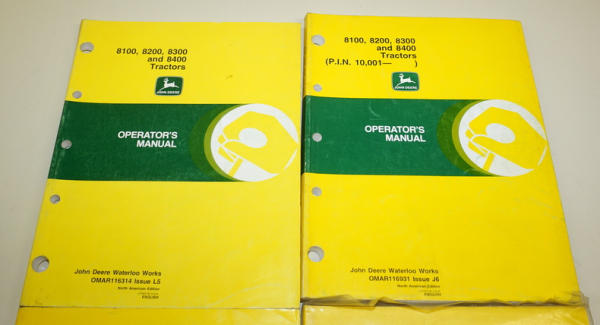 8100, 8200, 8300
and 8400
Tractors
JOHN DEERE
OPERATOR'S
MANUAL
John Deere Waterloo Works
OMAR116314 Issue L5
North American Edition
ENGLISH
8100, 8200, 8300
and 8400
Tractors
(P.I.N. 10,001— )
JOHN DEERE
OPERATOR'S
MANUAL
John Deere Waterloo Works
OMAR116931 Issue J6
North American Edition
ENGLISH